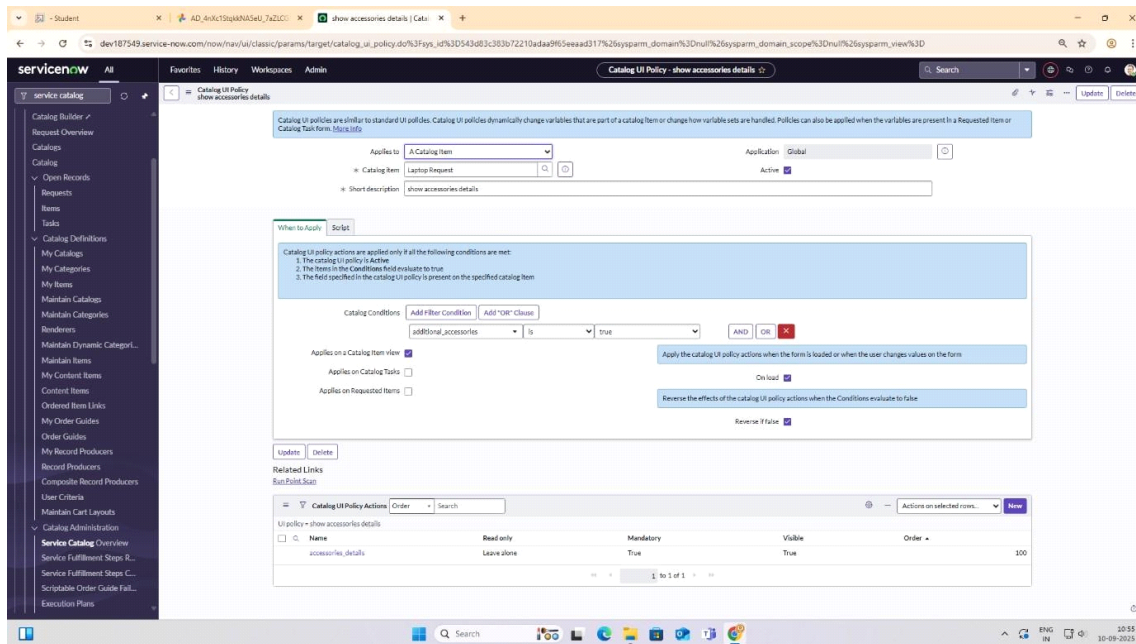 - Student
AD_4nXc1StqkkNASeU_7aZLCG
show accessories details | Catal
dev187549.service-now.com/now/nav/ui/classic/params/target/catalog_ui_policy.do%3Fsys_id%3D543d83c383b72210adaa9f65eeaad317%26sysparm_domain%3Dnull%26sysparm_domain_scope%3Dnull%26sysparm_view%3D
servicenow All Favorites History Workspaces Admin Catalog UI Policy - show accessories details Search
service catalog
Catalog Builder
Request Overview
Catalogs
Catalog
Open Records
Requests
Items
Tasks
Catalog Definitions
My Catalogs
My Categories
My Items
Maintain Catalogs
Maintain Categories
Renderers
Maintain Dynamic Categori...
Maintain Items
My Content Items
Content Items
Ordered Item Links
My Order Guides
Order Guides
My Record Producers
Record Producers
Composite Record Producers
User Criteria
Maintain Cart Layouts
Catalog Administration
Service Catalog Overview
Service Fulfillment Steps R...
Service Fulfillment Steps C...
Scriptable Order Guide Fail...
Execution Plans
Catalog UI Policy
show accessories details
Update Delete
Catalog UI policies are similar to standard UI policies. Catalog UI policies dynamically change variables that are part of a catalog item or change how variable sets are handled. Policies can also be applied when the variables are present in a Requested Item or
Catalog Task form. More Info
Applies to A Catalog Item Application Global
Catalog item Laptop Request Active
Short description show accessories details
When to Apply Script
Catalog UI policy actions are applied only if all the following conditions are met:
1. The catalog UI policy is Active
2. The items in the Conditions field evaluate to true
3. The field specified in the catalog UI policy is present on the specified catalog item
Catalog Conditions Add Filter Condition Add "OR" Clause
additional_accessories is true AND OR
Applies on a Catalog Item view Apply the catalog UI policy actions when the form is loaded or when the user changes values on the form
Applies on Catalog Tasks On load
Applies on Requested Items Reverse the effects of the catalog UI policy actions when the Conditions evaluate to false
Reverse if false
Update Delete
Related Links
Run Point Scan
Catalog UI Policy Actions Order Search Actions on selected rows... New
UI policy = show accessories details
Name Read only Mandatory Visible Order
accessories_details Leave alone True True 100
1 to 1 of 1
Search
ENG
IN
10:55
10-09-2025